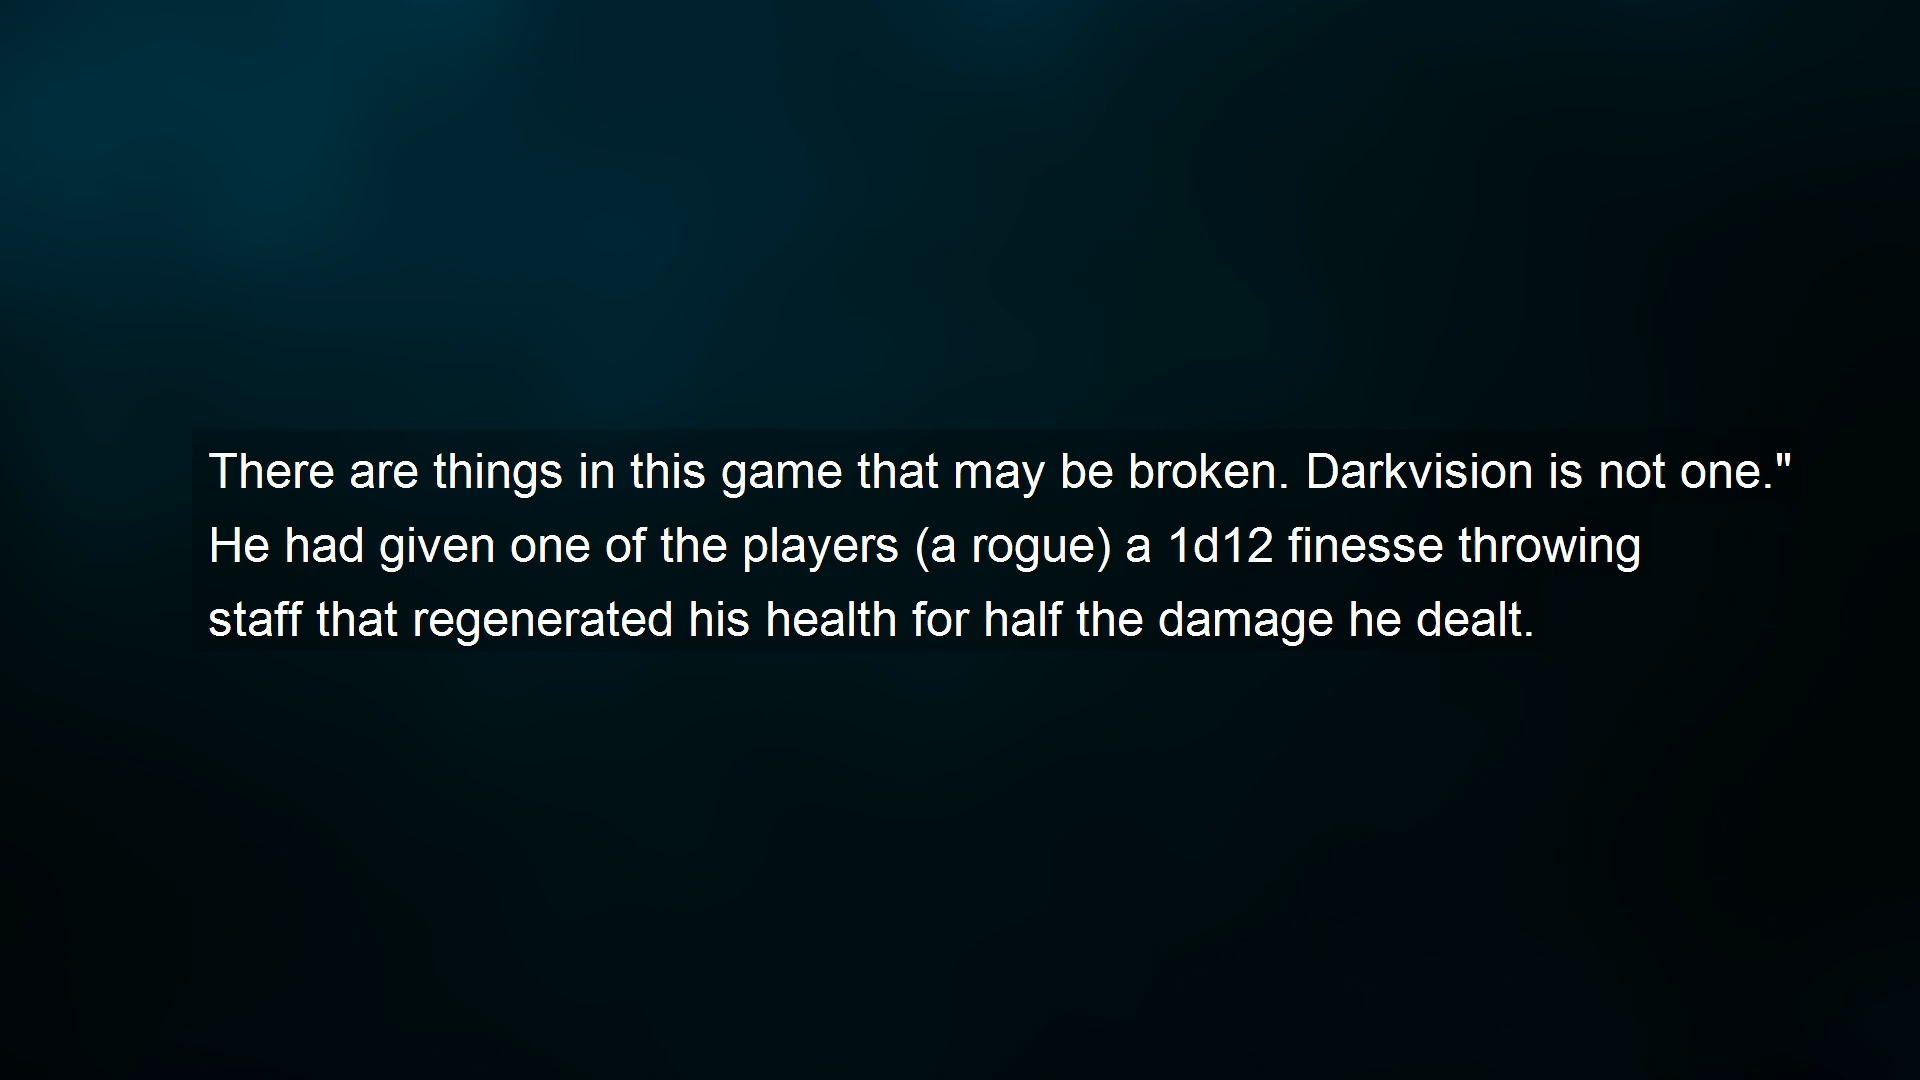 There are things in this game that may be broken. Darkvision is not one."
He had given one of the players (a rogue) a 1d12 finesse throwing
staff that regenerated his health for half the damage he dealt.